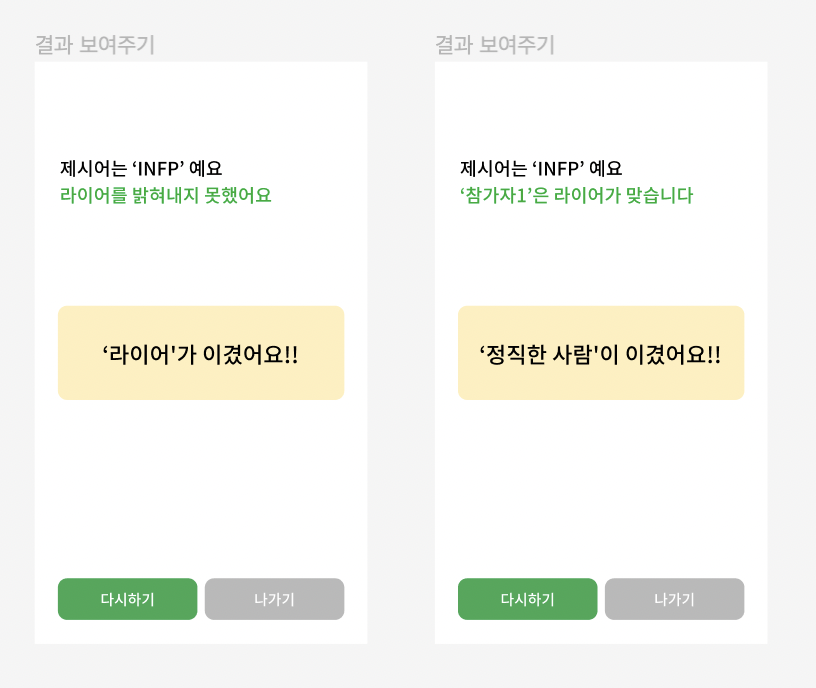 결과 보여주기
제시어는 ‘INFP’ 예요
라이어를 밝혀내지 못했어요
‘라이어'가 이겼어요!!
다시하기
나가기
결과 보여주기
제시어는 ‘INFP’ 예요
‘참가자1’은 라이어가 맞습니다
‘정직한 사람'이 이겼어요!!
다시하기
나가기